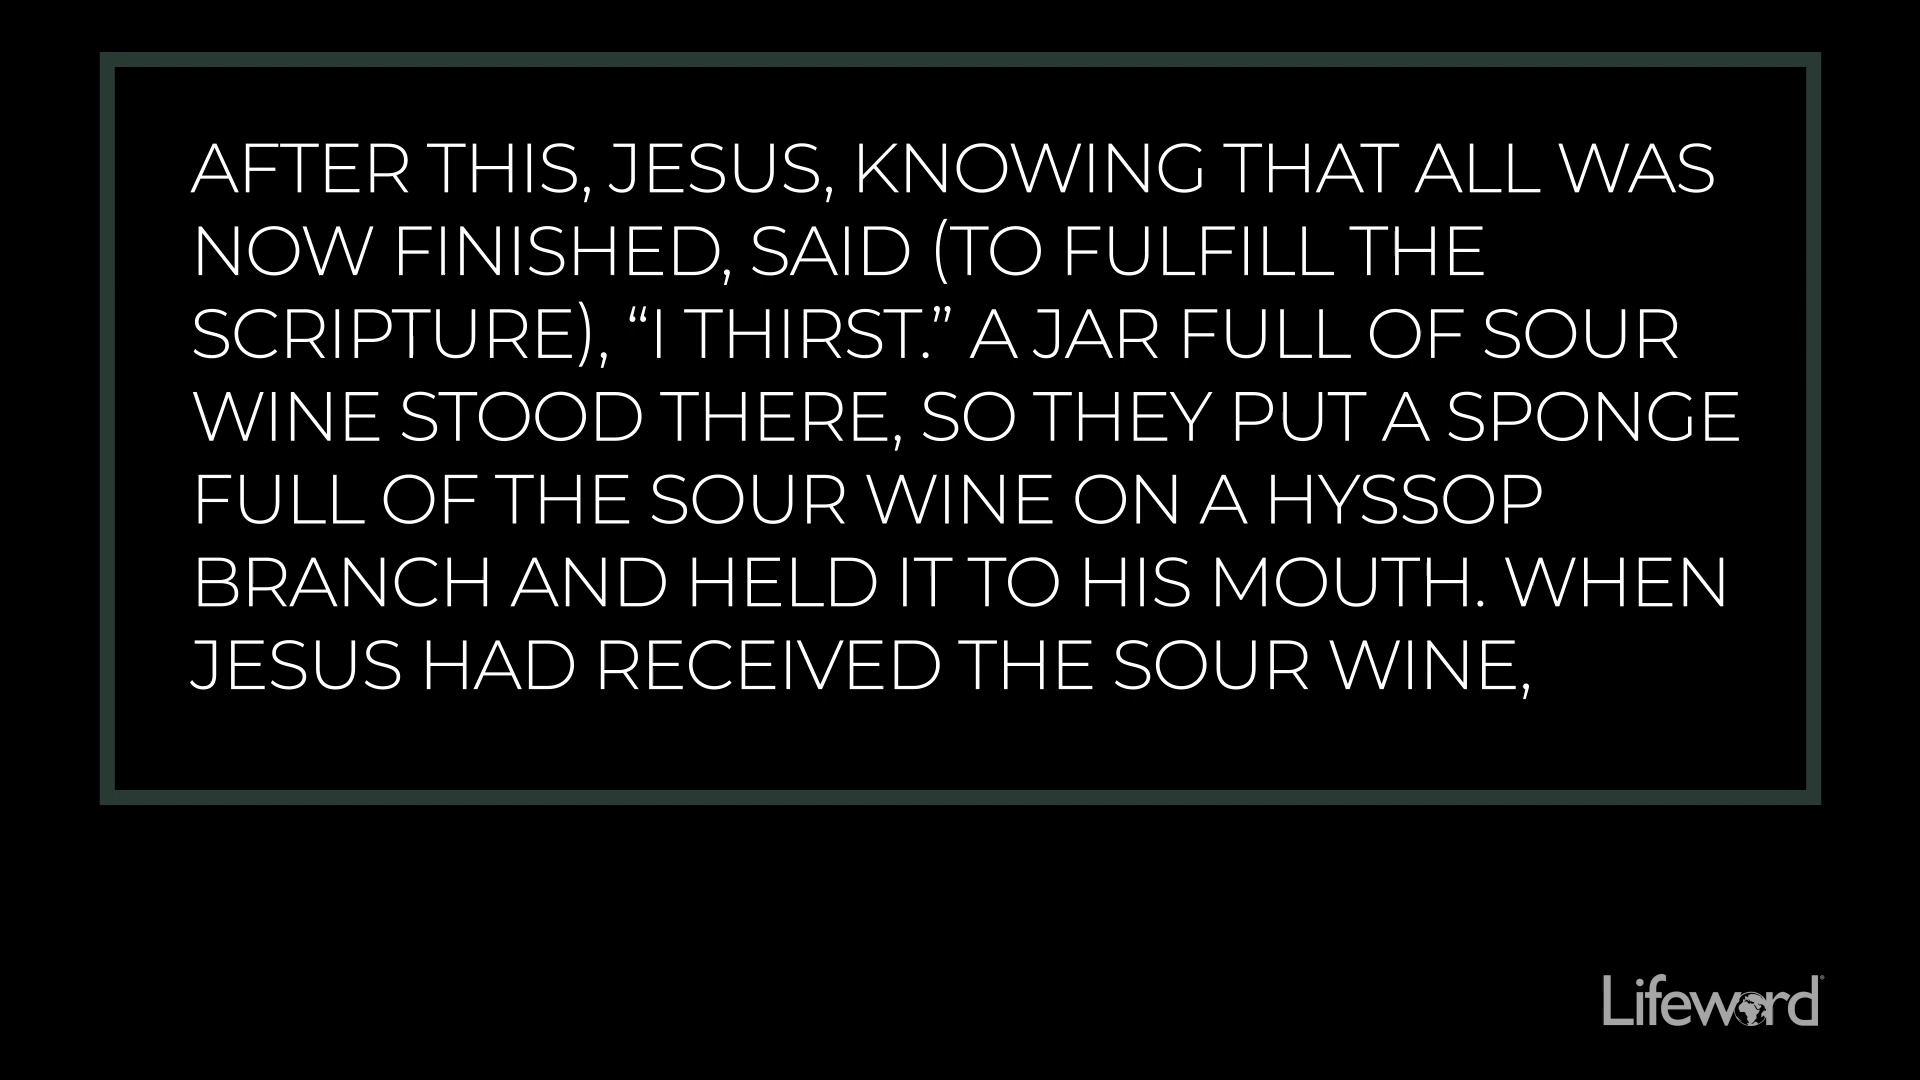 AFTER THIS, JESUS, KNOWING THAT ALL WAS
NOW FINISHED, SAID (TO FULFILL THE
SCRIPTURE), “I THIRST.” A JAR FULL OF SOUR
WINE STOOD THERE, SO THEY PUT A SPONGE
FULL OF THE SOUR WINE ON A HYSSOP
BRANCH AND HELD IT TO HIS MOUTH. WHEN
JESUS HAD RECEIVED THE SOUR WINE,
Lifeword®